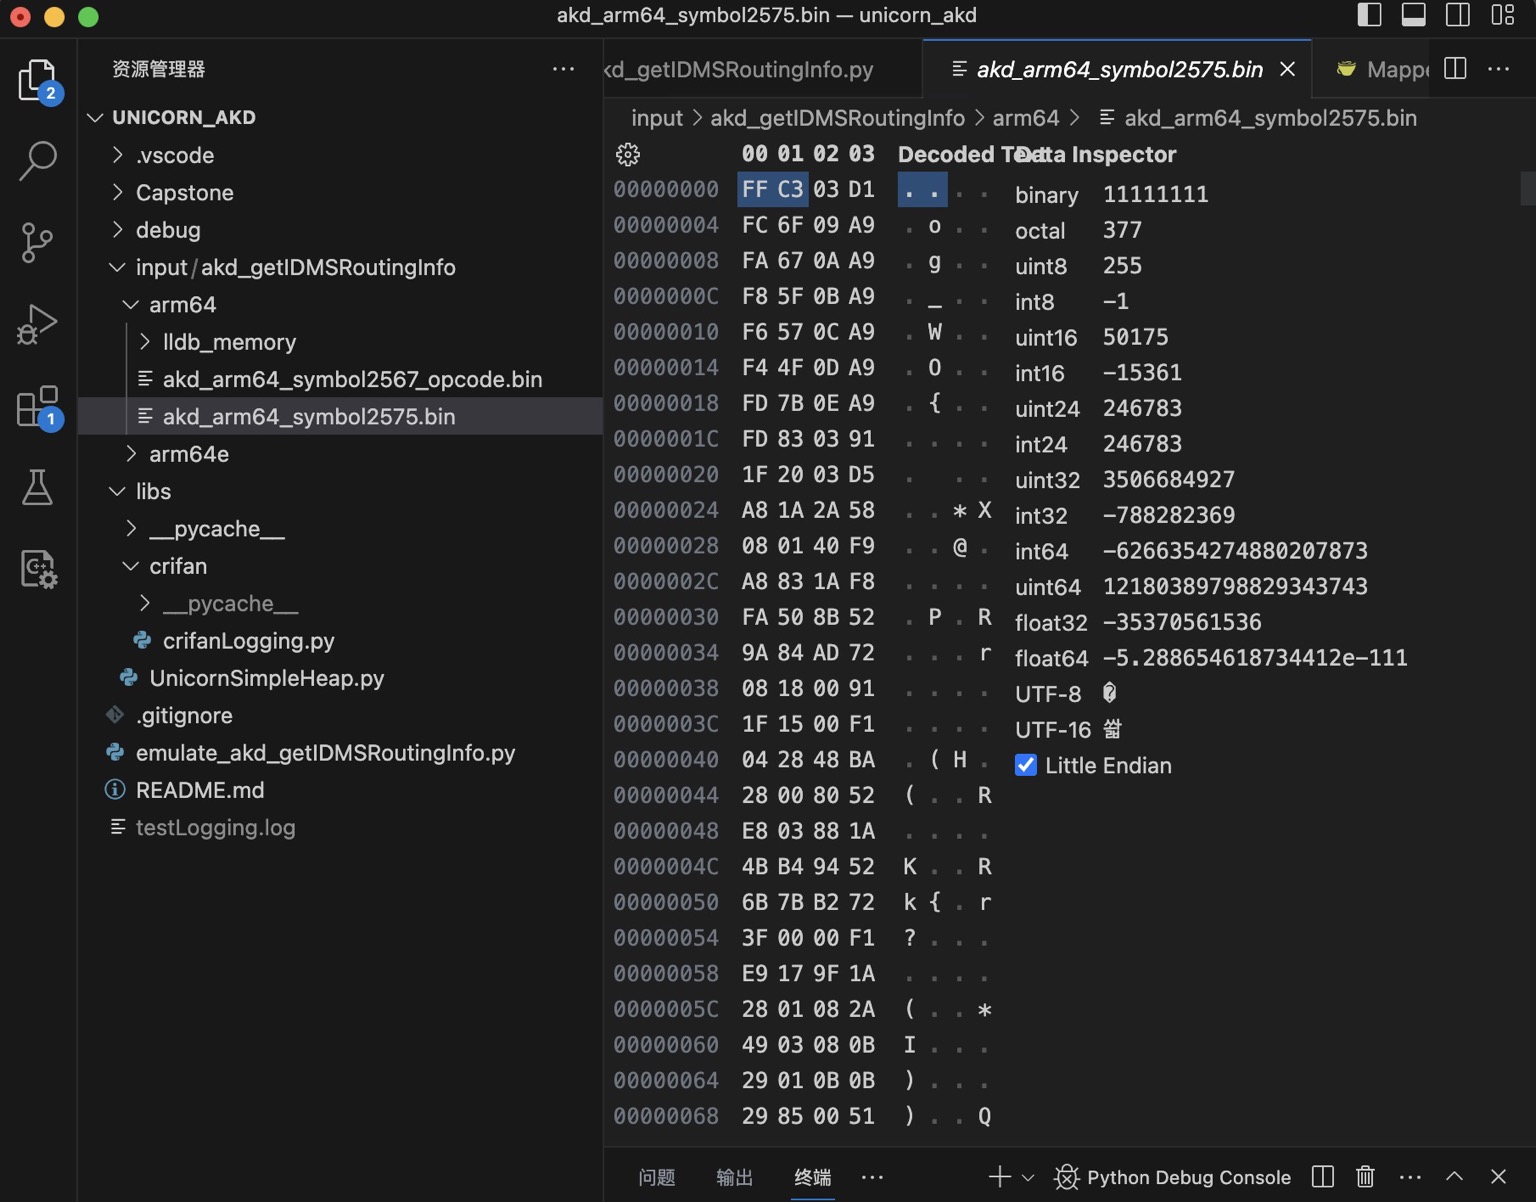 akd_arm64_symbol2575.bin — unicorn_akd
2
1
资源管理器
UNICORN_AKD
.vscode
Capstone
debug
input/akd_getIDMSRoutingInfo
arm64
lldb_memory
akd_arm64_symbol2567_opcode.bin
akd_arm64_symbol2575.bin
arm64e
libs
__pycache__
crifan
__pycache__
crifanLogging.py
UnicornSimpleHeap.py
.gitignore
emulate_akd_getIDMSRoutingInfo.py
README.md
testLogging.log
kd_getIDMSRoutingInfo.py akd_arm64_symbol2575.bin Mappe
input > akd_getIDMSRoutingInfo > arm64 > akd_arm64_symbol2575.bin
00 01 02 03 Decoded Text
00000000 FF C3 03 D1 . . . .
00000004 FC 6F 09 A9 . o . .
00000008 FA 67 0A A9 . g . .
0000000C F8 5F 0B A9 . _ . .
00000010 F6 57 0C A9 . W . .
00000014 F4 4F 0D A9 . O . .
00000018 FD 7B 0E A9 . { . .
0000001C FD 83 03 91 . . . .
00000020 1F 20 03 D5 .   . .
00000024 A8 1A 2A 58 . . * X
00000028 08 01 40 F9 . . @ .
0000002C A8 83 1A F8 . . . .
00000030 FA 50 8B 52 . P . R
00000034 9A 84 AD 72 . . . r
00000038 08 18 00 91 . . . .
0000003C 1F 15 00 F1 . . . .
00000040 04 28 48 BA . ( H .
00000044 28 00 80 52 ( . . R
00000048 E8 03 88 1A . . . .
0000004C 4B B4 94 52 K . . R
00000050 6B 7B B2 72 k { . r
00000054 3F 00 00 F1 ? . . .
00000058 E9 17 9F 1A . . . .
0000005C 28 01 08 2A ( . . *
00000060 49 03 08 0B I . . .
00000064 29 01 0B 0B ) . . .
00000068 29 85 00 51 ) . . Q
Data Inspector
binary 11111111
octal 377
uint8 255
int8 -1
uint16 50175
int16 -15361
uint24 246783
int24 246783
uint32 3506684927
int32 -788282369
int64 -6266354274880207873
uint64 12180389798829343743
float32 -35370561536
float64 -5.288654618734412e-111
UTF-8 �
UTF-16 쏿
Little Endian
问题 输出 终端 Python Debug Console